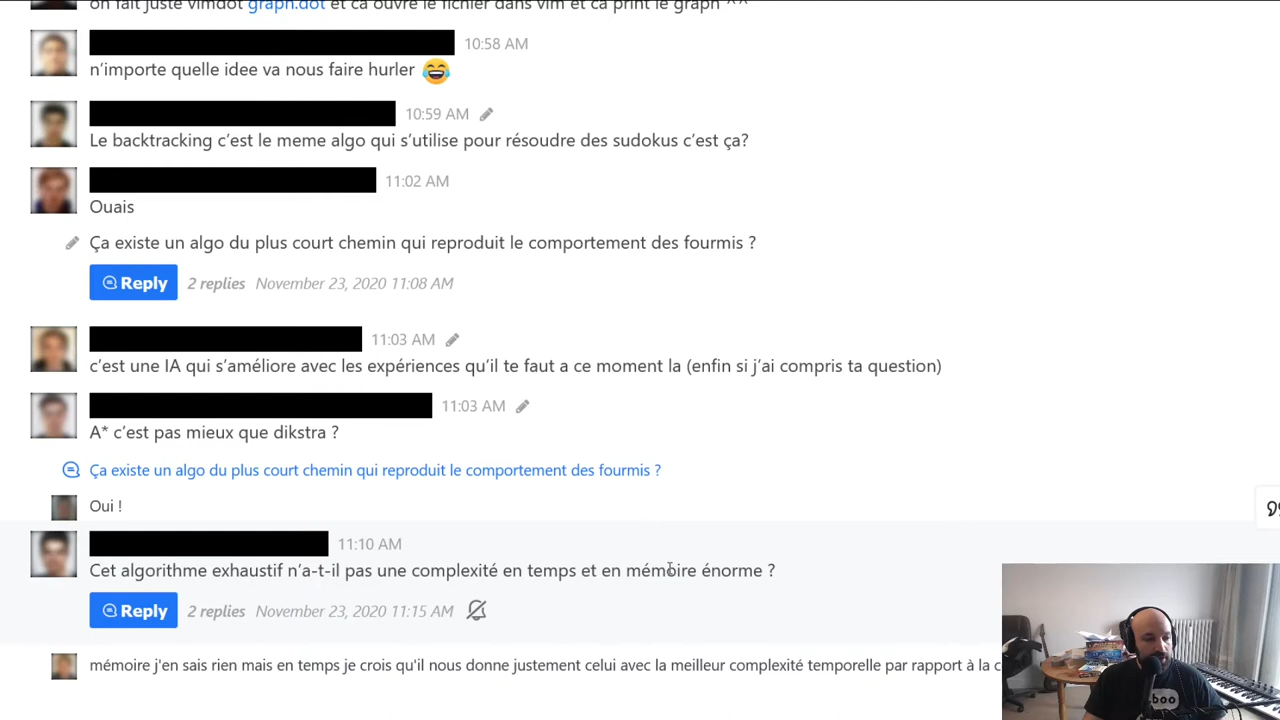 on fait juste vimdot graph.dot et ca ouvre le fichier dans vim et ca print le graph ^^
10:58 AM
n'importe quelle idee va nous faire hurler
10:59 AM
Le backtracking c'est le meme algo qui s'utilise pour résoudre des sudokus c'est ça?
11:02 AM
Ouais
Ça existe un algo du plus court chemin qui reproduit le comportement des fourmis ?
Reply 2 replies November 23, 2020 11:08 AM
11:03 AM
c'est une IA qui s'améliore avec les expériences qu'il te faut a ce moment la (enfin si j'ai compris ta question)
11:03 AM
A* c'est pas mieux que dikstra ?
Ça existe un algo du plus court chemin qui reproduit le comportement des fourmis ?
Oui !
11:10 AM
Cet algorithme exhaustif n'a-t-il pas une complexité en temps et en mémoire énorme ?
Reply 2 replies November 23, 2020 11:15 AM
mémoire j'en sais rien mais en temps je crois qu'il nous donne justement celui avec la meilleur complexité temporelle par rapport à la c
boo